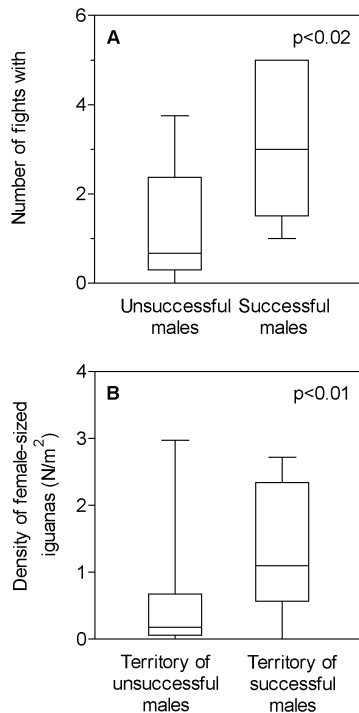 A
p<0.02
Number of fights with
6
4
2
0
Unsuccessful Successful
males males
B
p<0.01
Density of female-sized
iguanas (N/m²)
4
3
2
1
0
Territory of Territory of
unsuccessful successful
males males